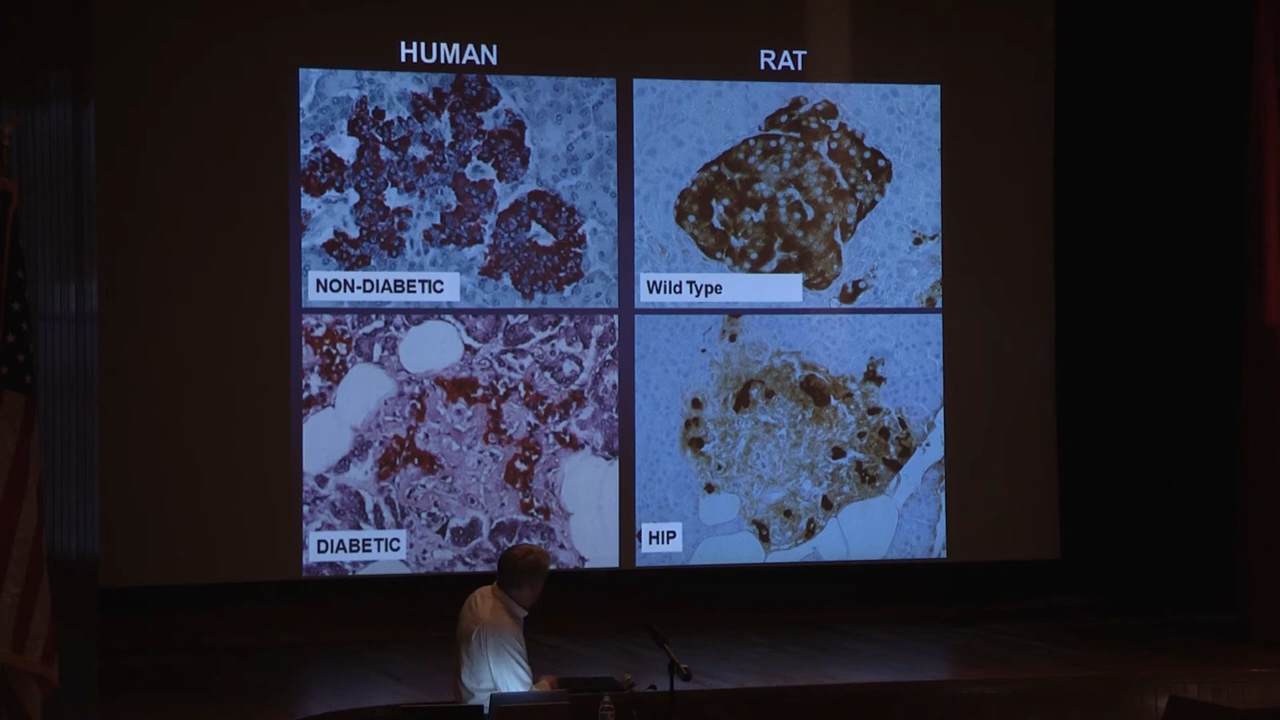 HUMAN
RAT
NON-DIABETIC
Wild Type
DIABETIC
HIP